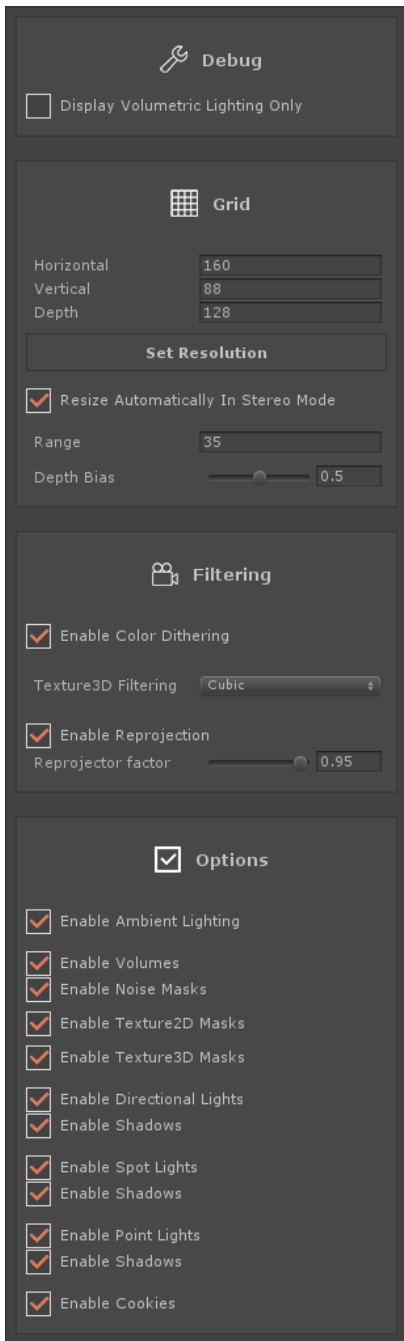 Debug
Display Volumetric Lighting Only
Grid
Horizontal 160
Vertical 88
Depth 128
Set Resolution
Resize Automatically In Stereo Mode
Range 35
Depth Bias 0.5
Filtering
Enable Color Dithering
Texture3D Filtering Cubic
Enable Reprojection
Reprojector factor 0.95
Options
Enable Ambient Lighting
Enable Volumes
Enable Noise Masks
Enable Texture2D Masks
Enable Texture3D Masks
Enable Directional Lights
Enable Shadows
Enable Spot Lights
Enable Shadows
Enable Point Lights
Enable Shadows
Enable Cookies